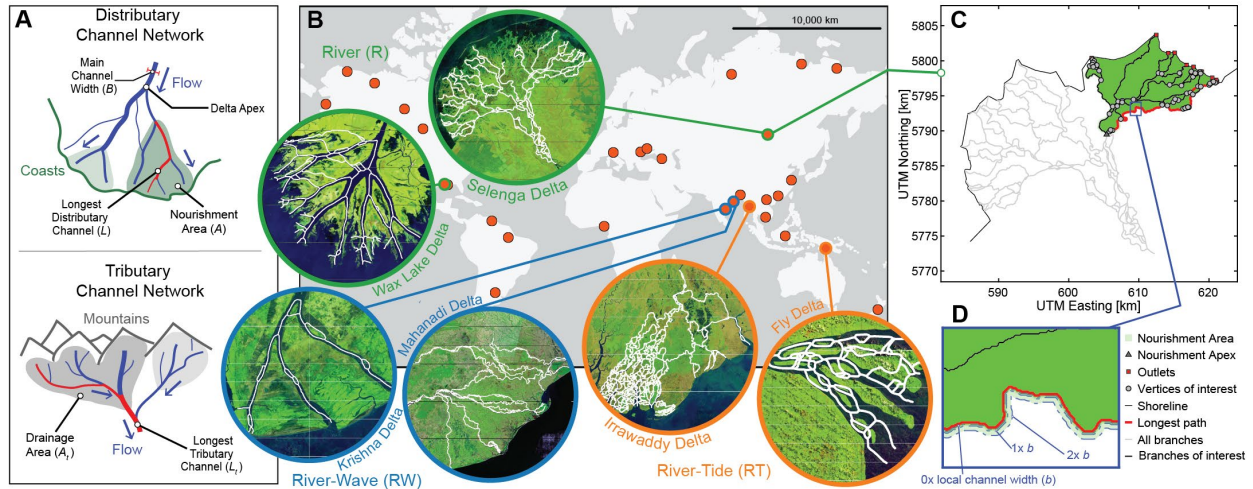 A
Distributary
Channel Network
Main
Channel
Width (B)
Flow
Delta Apex
Coasts
Longest
Distributary
Channel (L)
Nourishment
Area (A)
Tributary
Channel Network
Mountains
Drainage
Area (Aₜ)
Flow
Longest
Tributary
Channel (Lₜ)
B
10,000 km
River (R)
Selenga Delta
Wax Lake Delta
Mahanadi Delta
Krishna Delta
River-Wave (RW)
Irrawaddy Delta
Fly Delta
River-Tide (RT)
C
UTM Northing [km]
5805
5800
5795
5790
5785
5780
5775
5770
590
600
610
620
UTM Easting [km]
D
1x b
2x b
0x local channel width (b)
Nourishment Area
Nourishment Apex
Outlets
Vertices of interest
Shoreline
Longest path
All branches
Branches of interest